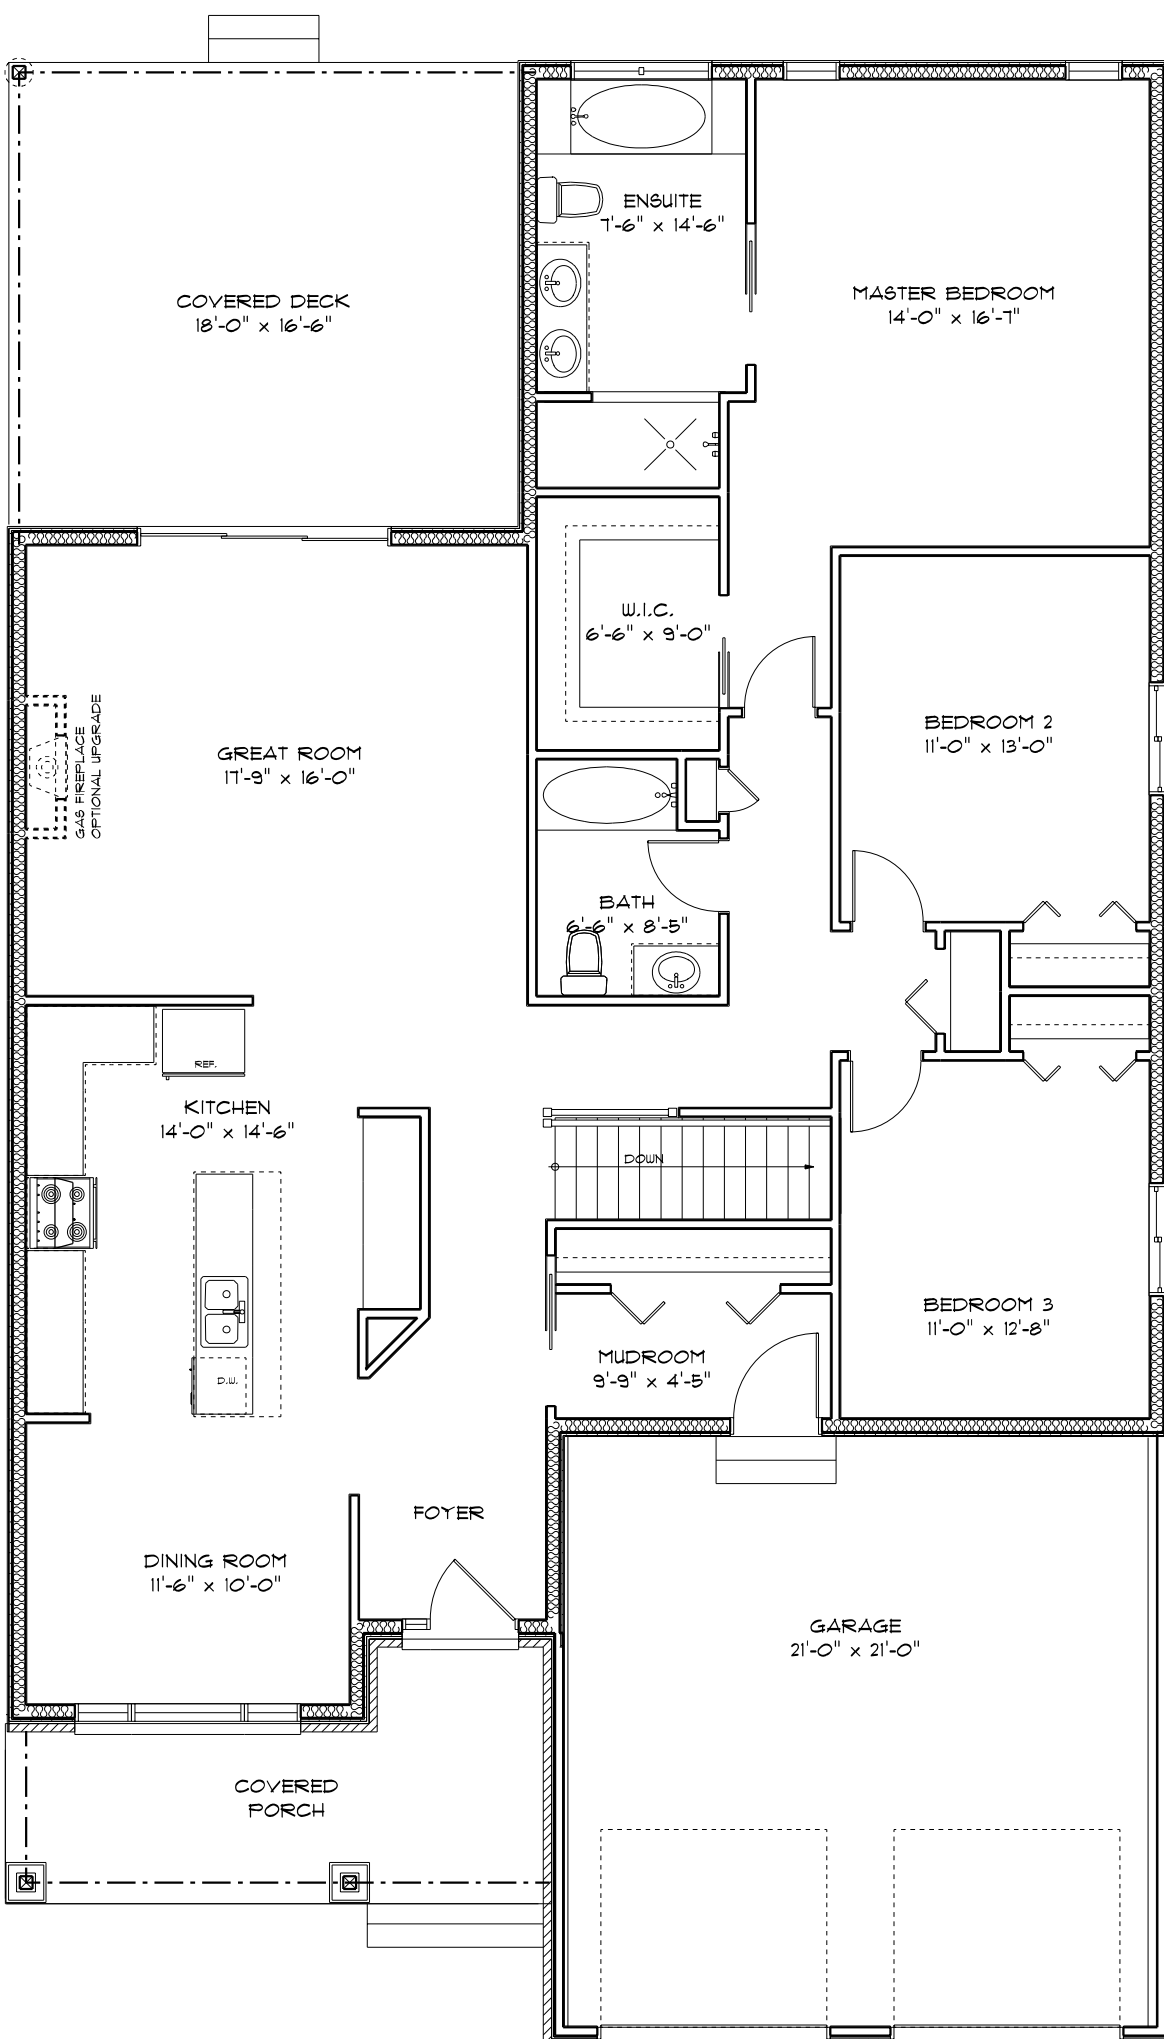 ENSUITE
7'-6" x 14'-6"
COVERED DECK
18'-0" x 16'-6"
MASTER BEDROOM
14'-0" x 16'-7"
W.I.C.
6'-6" x 9'-0"
BEDROOM 2
11'-0" x 13'-0"
GREAT ROOM
17'-9" x 16'-0"
GAS FIREPLACE
OPTIONAL UPGRADE
BATH
6'-6" x 8'-5"
REF.
KITCHEN
14'-0" x 14'-6"
DOWN
BEDROOM 3
11'-0" x 12'-8"
MUDROOM
9'-9" x 4'-5"
D.W.
FOYER
DINING ROOM
11'-6" x 10'-0"
GARAGE
21'-0" x 21'-0"
COVERED
PORCH